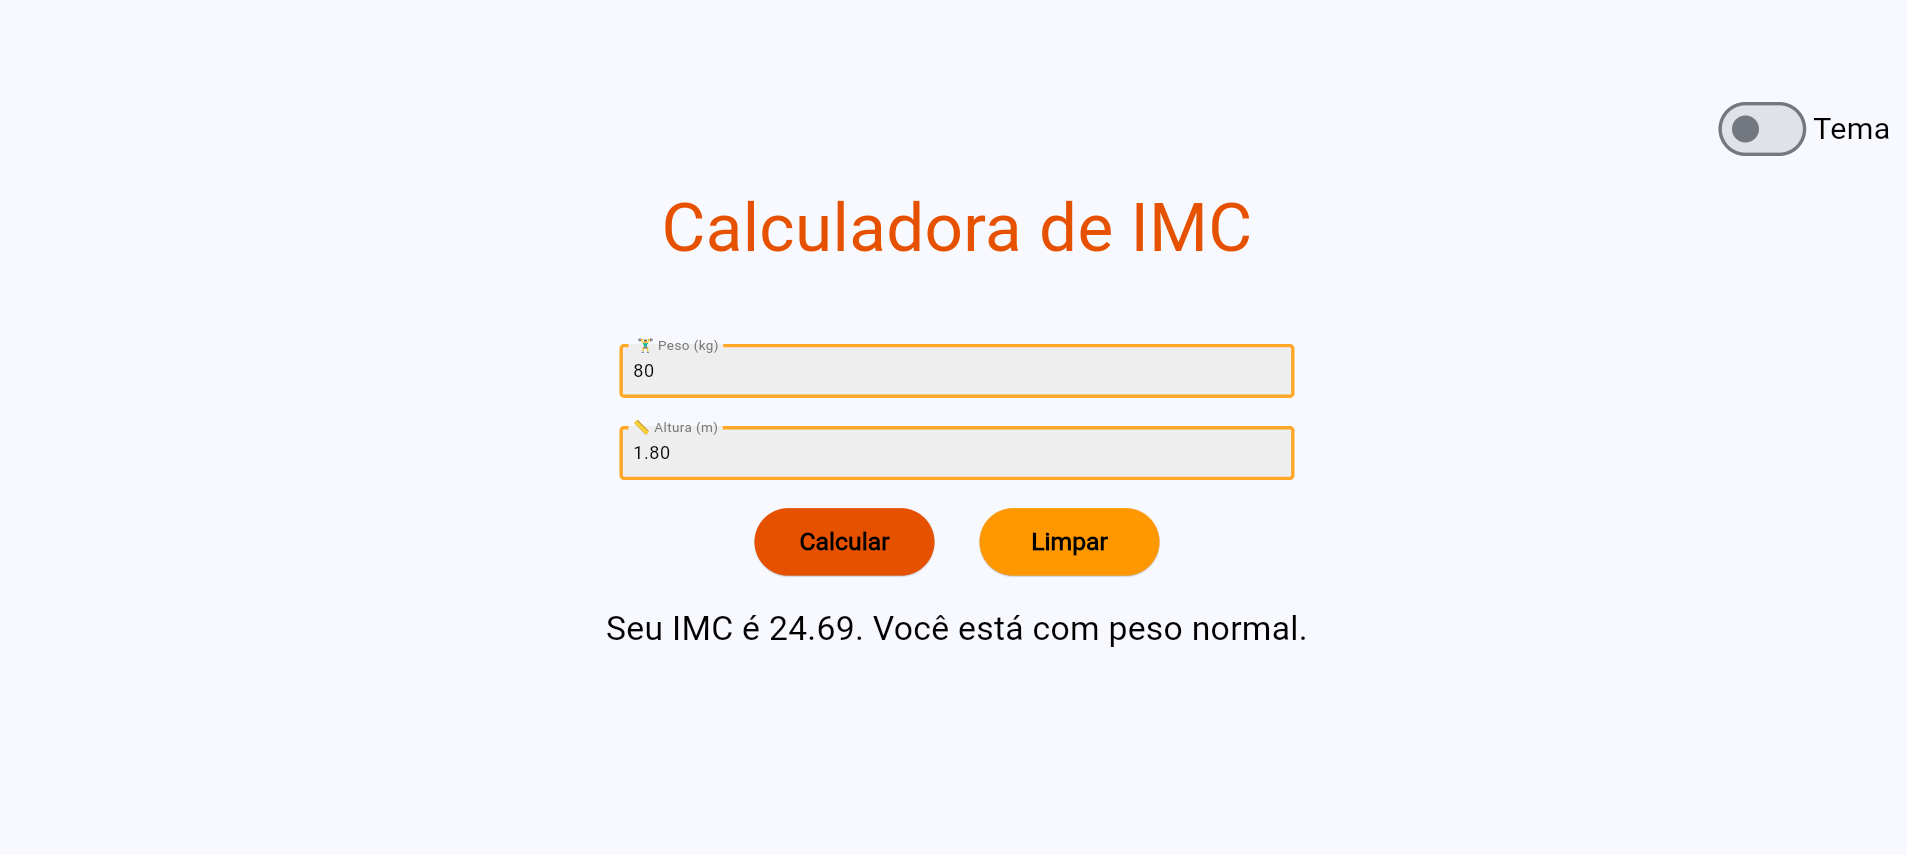 Tema
Calculadora de IMC
🏋️ Peso (kg)
80
📏 Altura (m)
1.80
Calcular Limpar
Seu IMC é 24.69. Você está com peso normal.